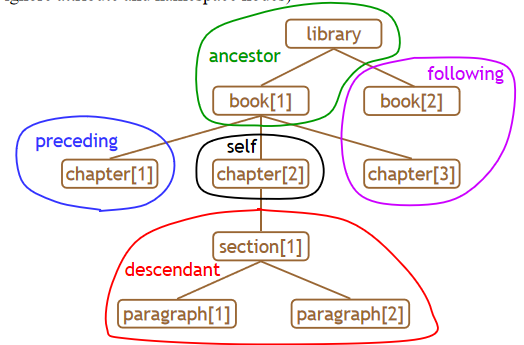 library
ancestor
following
book[1]
book[2]
preceding
self
chapter[1]
chapter[2]
chapter[3]
section[1]
descendant
paragraph[1]
paragraph[2]